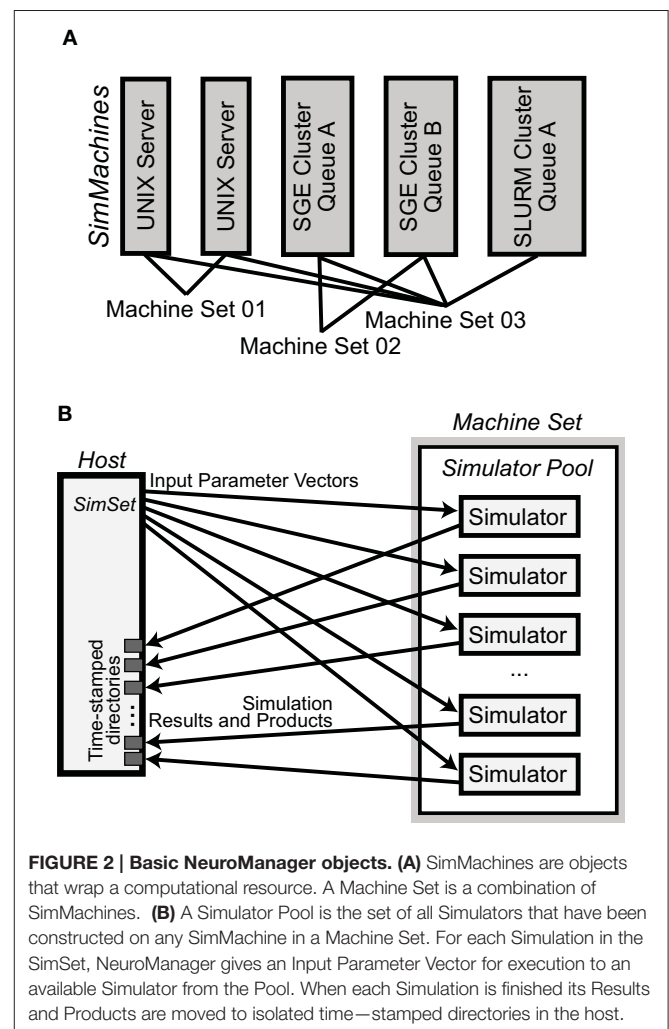 A
SimMachines
UNIX Server
UNIX Server
SGE Cluster
Queue A
SGE Cluster
Queue B
SLURM Cluster
Queue A
Machine Set 01
Machine Set 03
Machine Set 02
B
Machine Set
Host
Simulator Pool
Input Parameter Vectors
SimSet
Simulator
Simulator
Simulator
...
Simulator
Simulator
Time-stamped
directories
...
Simulation
Results and Products
FIGURE 2 | Basic NeuroManager objects. (A) SimMachines are objects
that wrap a computational resource. A Machine Set is a combination of
SimMachines. (B) A Simulator Pool is the set of all Simulators that have been
constructed on any SimMachine in a Machine Set. For each Simulation in the
SimSet, NeuroManager gives an Input Parameter Vector for execution to an
available Simulator from the Pool. When each Simulation is finished its Results
and Products are moved to isolated time—stamped directories in the host.